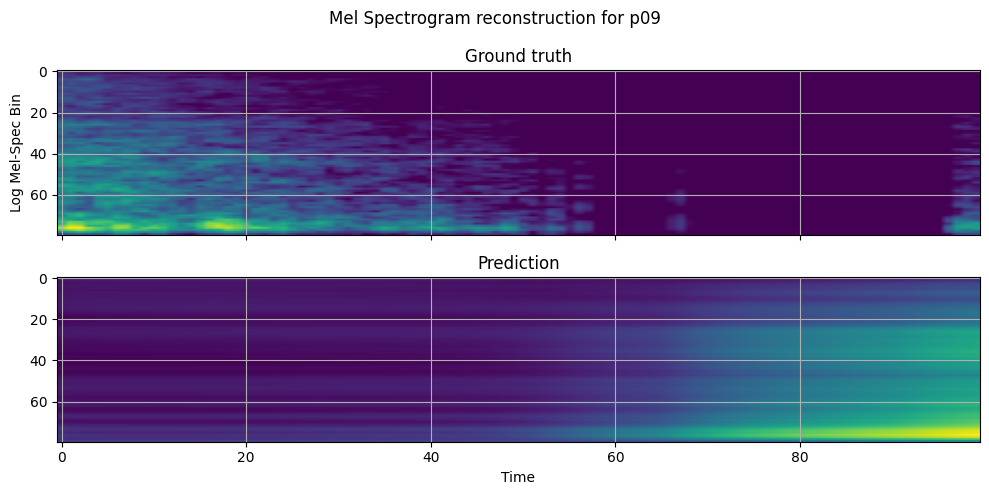 Mel Spectrogram reconstruction for p09
Ground truth
0
20
40
60
Log Mel-Spec Bin
Prediction
0
20
40
60
0 20 40 60 80
Time